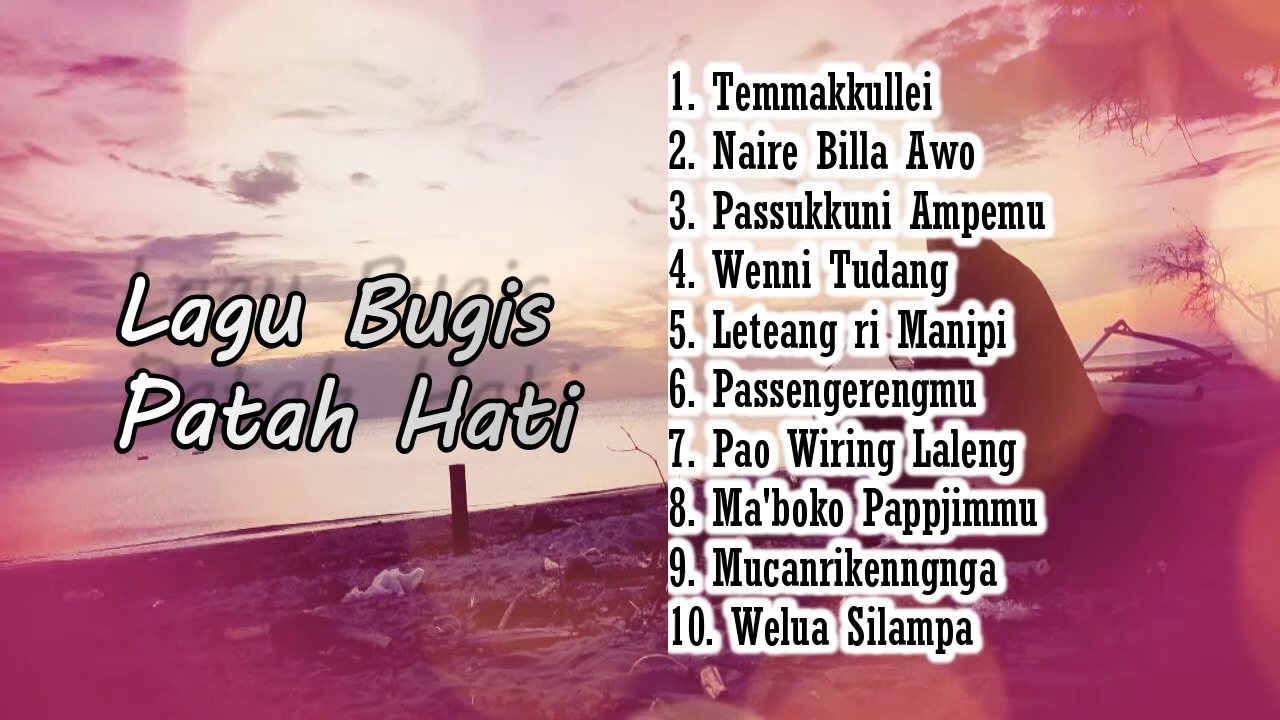 Lagu Bugis
Patah Hati
1. Temmakkullei
2. Naire Billa Awo
3. Passukkuni Ampemu
4. Wenni Tudang
5. Leteang ri Manipi
6. Passengerengmu
7. Pao Wiring Laleng
8. Ma'boko Pappjimmu
9. Mucanrikenngnga
10. Welua Silampa